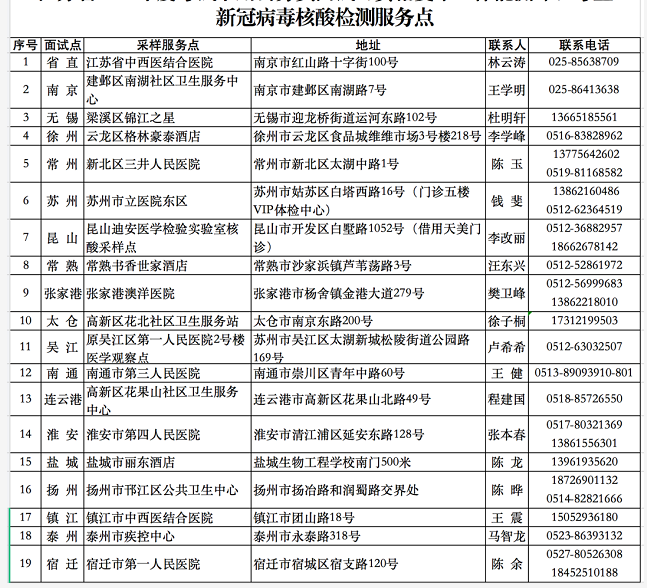 新冠病毒核酸检测服务点
序号 面试点 采样服务点 地址 联系人 联系电话
1 省 直 江苏省中西医结合医院 南京市红山路十字街100号 林云涛 025-85638709
2 南 京 建邺区南湖社区卫生服务中心 南京市建邺区南湖路7号 王学明 025-86413638
3 无 锡 梁溪区锦江之星 无锡市迎龙桥街道运河东路102号 杜明轩 13665185561
4 徐 州 云龙区格林豪泰酒店 徐州市云龙区食品城维维市场3号楼218号 李学峰 0516-83828962
5 常 州 新北区三井人民医院 常州市新北区太湖中路1号 陈 玉 13775642602
0519-81168582
6 苏 州 苏州市立医院东区 苏州市姑苏区白塔西路16号（门诊五楼VIP体检中心） 钱 斐 13862160486
0512-62364519
7 昆 山 昆山迪安医学检验实验室核酸采样点 昆山市开发区白墅路1052号（借用天美门诊） 李改丽 0512-36882957
18662678142
8 常 熟 常熟书香世家酒店 常熟市沙家浜镇芦苇荡路3号 汪东兴 0512-52861972
9 张家港 张家港澳洋医院 张家港市杨舍镇金港大道279号 樊卫峰 0512-56999683
13862218010
10 太 仓 高新区花北社区卫生服务站 太仓市南京东路200号 徐子桐 17312199503
11 吴 江 原吴江区第一人民医院2号楼医学观察点 苏州市吴江区太湖新城松陵街道公园路169号 卢希希 0512-63032507
12 南 通 南通市第三人民医院 南通市崇川区青年中路60号 王 健 0513-89093910-801
13 连云港 高新区花果山社区卫生服务中心 连云港市高新区花果山北路49号 程建国 0518-85726550
14 淮 安 淮安市第四人民医院 淮安市清江浦区延安东路128号 张本春 0517-80321369
13861556301
15 盐 城 盐城市丽东酒店 盐城生物工程学校南门500米 陈 龙 13961935620
16 扬 州 扬州市邗江区公共卫生中心 扬州市扬冶路和润蜀路交界处 陈 晔 18726901132
0514-82821666
17 镇 江 镇江市中西医结合医院 镇江市团山路18号 王 震 15052936180
18 泰 州 泰州市疾控中心 泰州市永泰路318号 马智龙 0523-86393132
19 宿 迁 宿迁市第一人民医院 宿迁市宿城区宿支路120号 陈 余 0527-80526308
18452510188